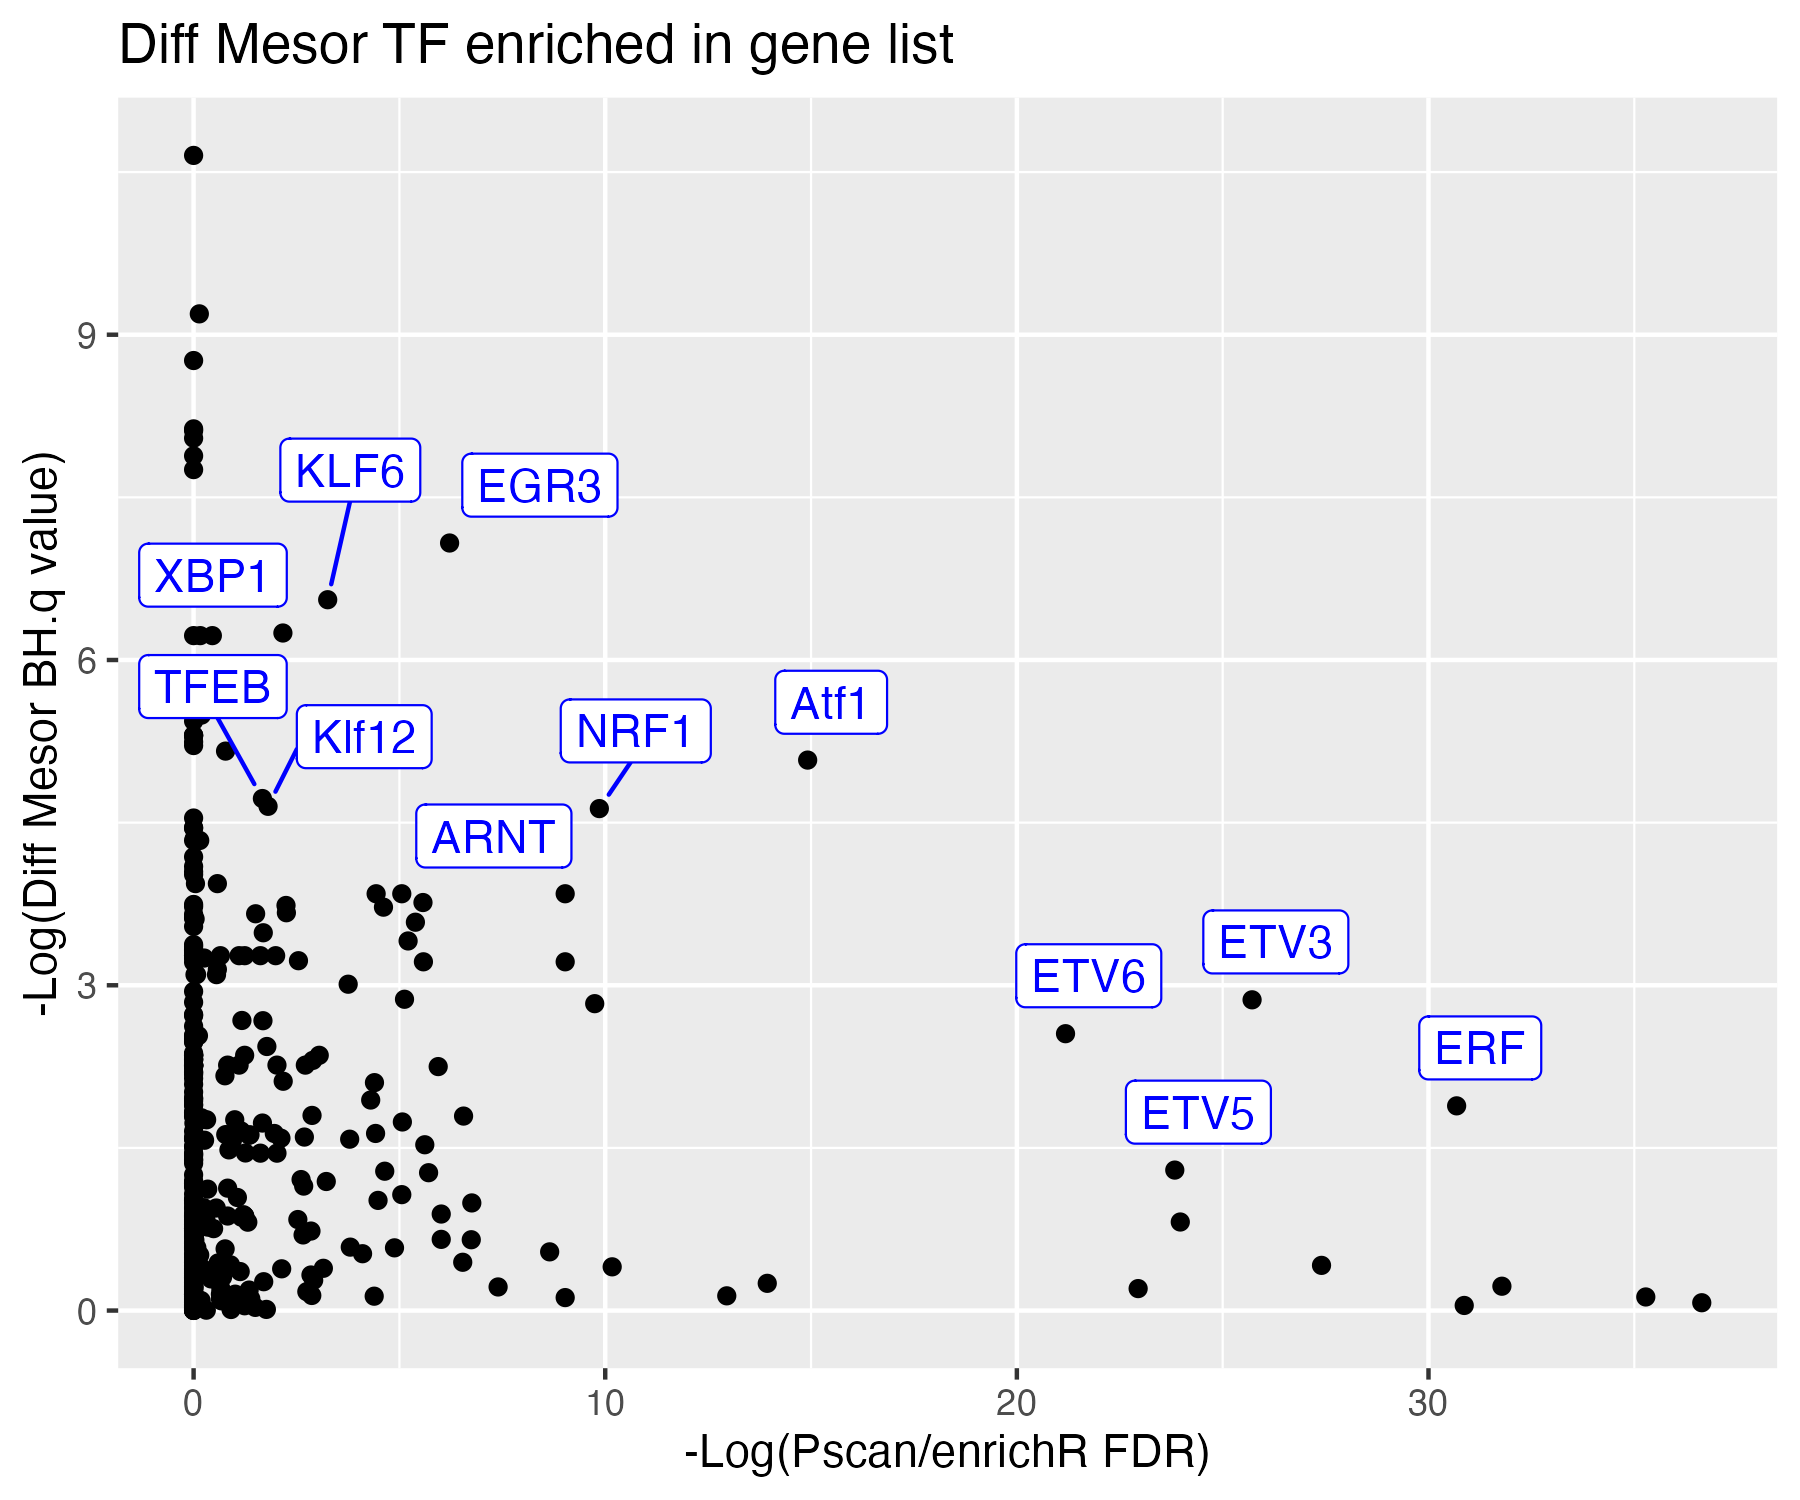 Diff Mesor TF enriched in gene list
-Log(Diff Mesor BH.q value)
9
6
3
0
KLF6
EGR3
XBP1
TFEB
Klf12
NRF1
Atf1
ARNT
ETV3
ETV6
ERF
ETV5
0
10
20
30
-Log(Pscan/enrichR FDR)